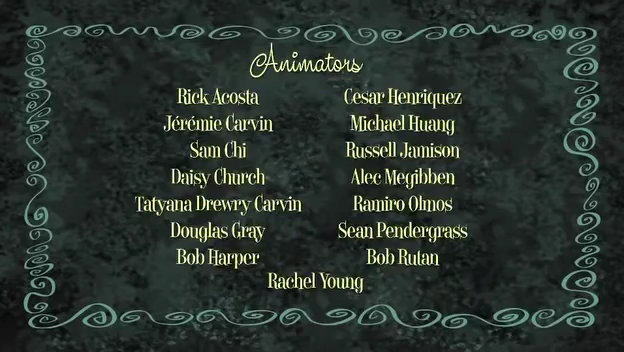 Animators
Rick Acosta Cesar Henriquez
Jérémie Carvin Michael Huang
Sam Chi Russell Jamison
Daisy Church Alec Megibben
Tatyana Drewry Carvin Ramiro Olmos
Douglas Gray Sean Pendergrass
Bob Harper Bob Rutan
Rachel Young